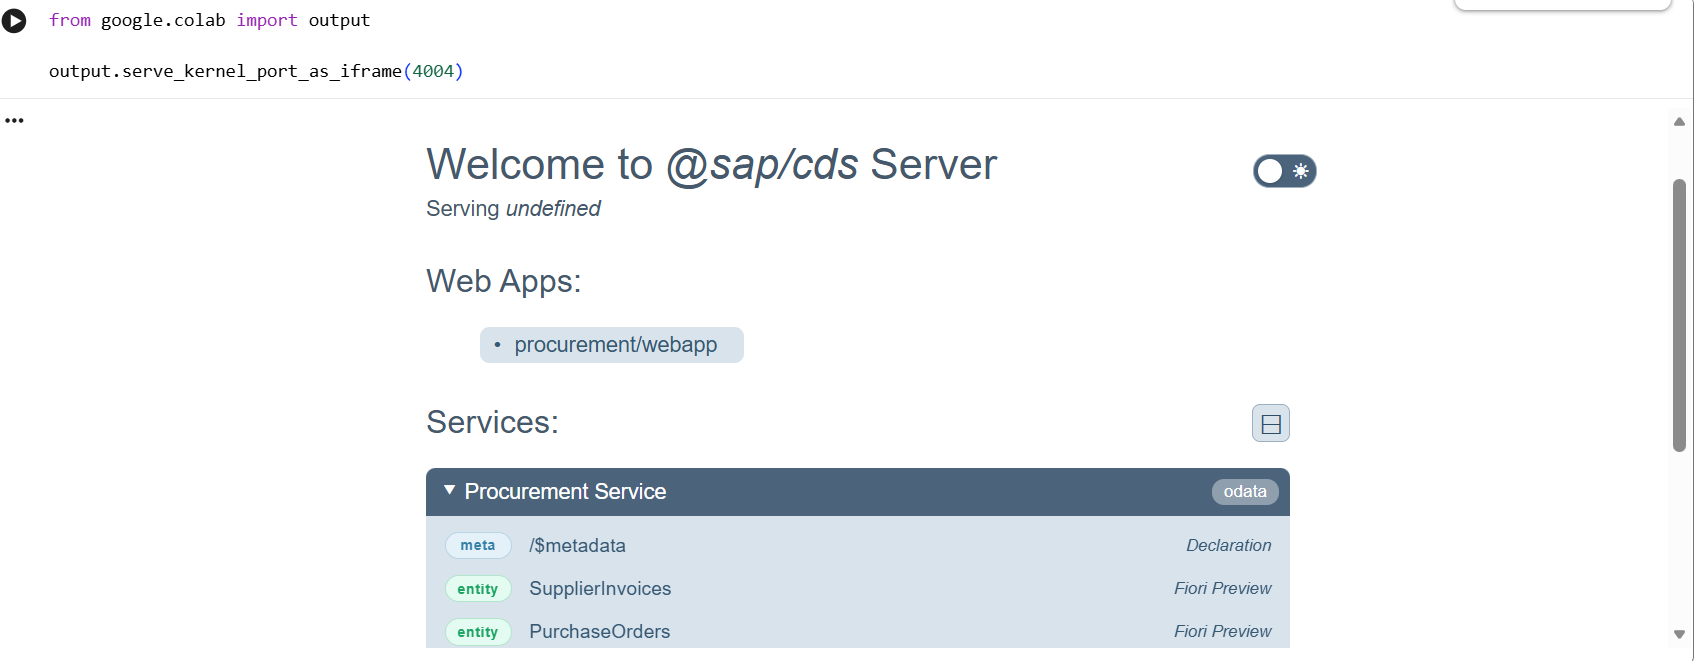 from google.colab import output
output.serve_kernel_port_as_iframe(4004)
Welcome to @sap/cds Server
Serving undefined
Web Apps:
• procurement/webapp
Services:
Procurement Service odata
meta /$metadata Declaration
entity SupplierInvoices Fiori Preview
entity PurchaseOrders Fiori Preview